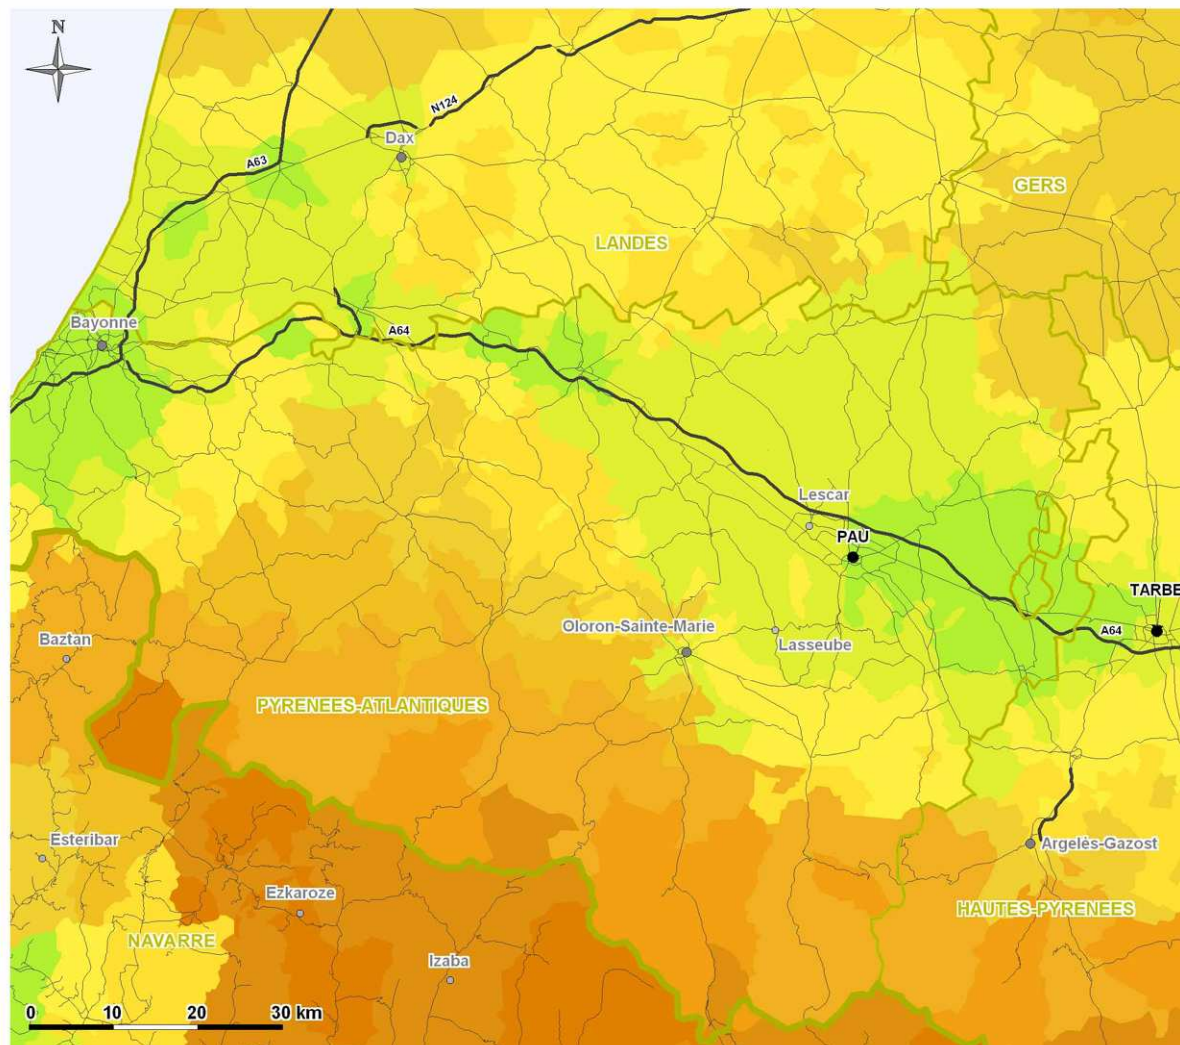 N
N124
Dax
A63
GERS
LANDES
Bayonne
A64
Lescar
PAU
TARBE
Oloron-Sainte-Marie
A64
Baztan
Lasseube
PYRENEES-ATLANTIQUES
Esteribar
Argelès-Gazost
Ezkaroze
HAUTES-PYRENEES
NAVARRE
Izaba
0 10 20 30 km